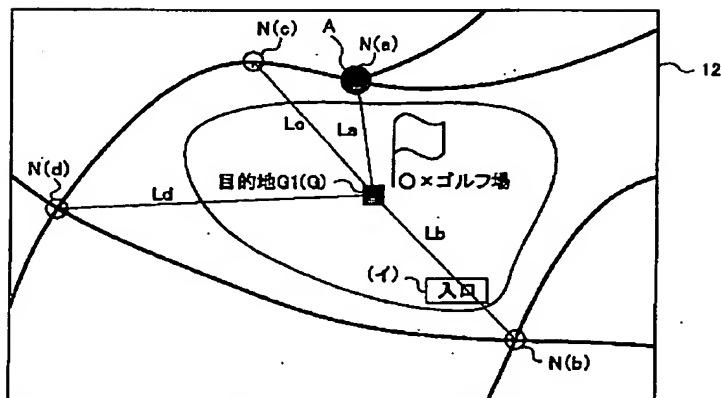 N(c)
A
N(a)
12
Lc
La
N(d)
○×ゴルフ場
目的地G1(G)
Ld
Lb
(イ)
入口
N(b)